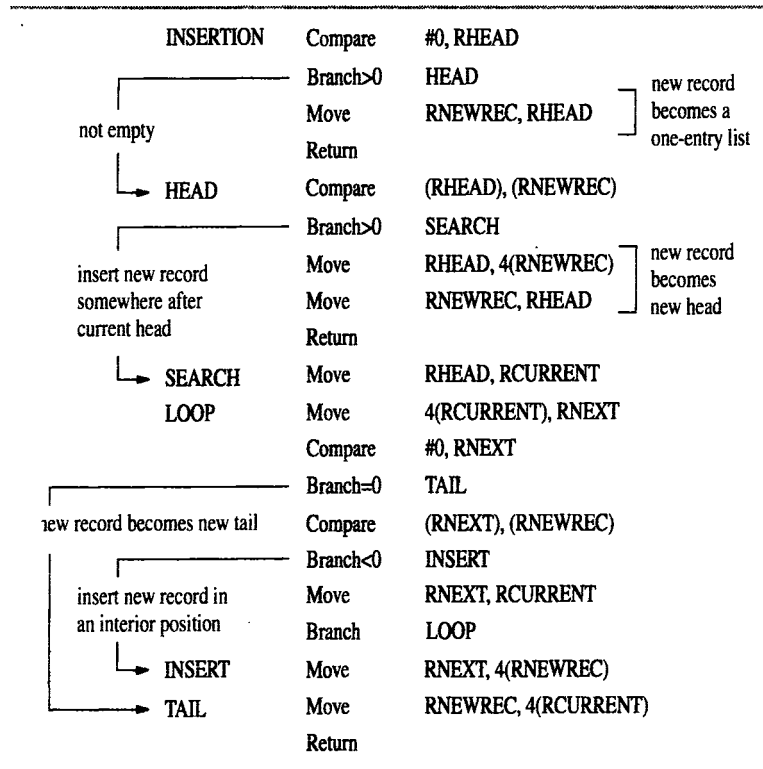 INSERTION Compare #0, RHEAD
Branch>0 HEAD
Move RNEWREC, RHEAD
Return
new record
becomes a
one-entry list
not empty
HEAD Compare (RHEAD), (RNEWREC)
Branch>0 SEARCH
Move RHEAD, 4(RNEWREC)
Move RNEWREC, RHEAD
Return
new record
becomes
new head
insert new record
somewhere after
current head
SEARCH Move RHEAD, RCURRENT
LOOP Move 4(RCURRENT), RNEXT
Compare #0, RNEXT
Branch=0 TAIL
new record becomes new tail
Compare (RNEXT), (RNEWREC)
Branch<0 INSERT
insert new record in
an interior position
Move RNEXT, RCURRENT
Branch LOOP
INSERT Move RNEXT, 4(RNEWREC)
TAIL Move RNEWREC, 4(RCURRENT)
Return